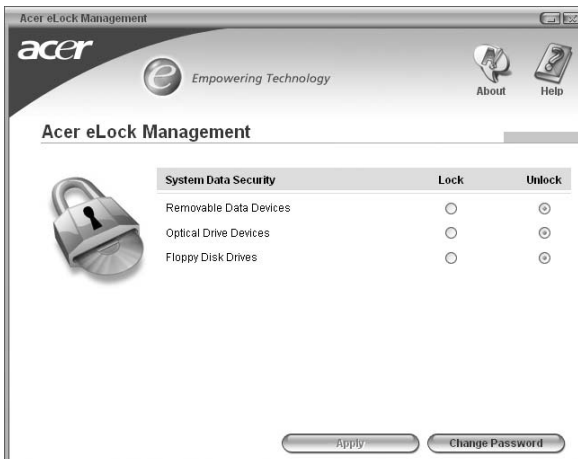 Acer eLock Management
acer
e Empowering Technology
About Help
Acer eLock Management
System Data Security Lock Unlock
Removable Data Devices
Optical Drive Devices
Floppy Disk Drives
Apply Change Password